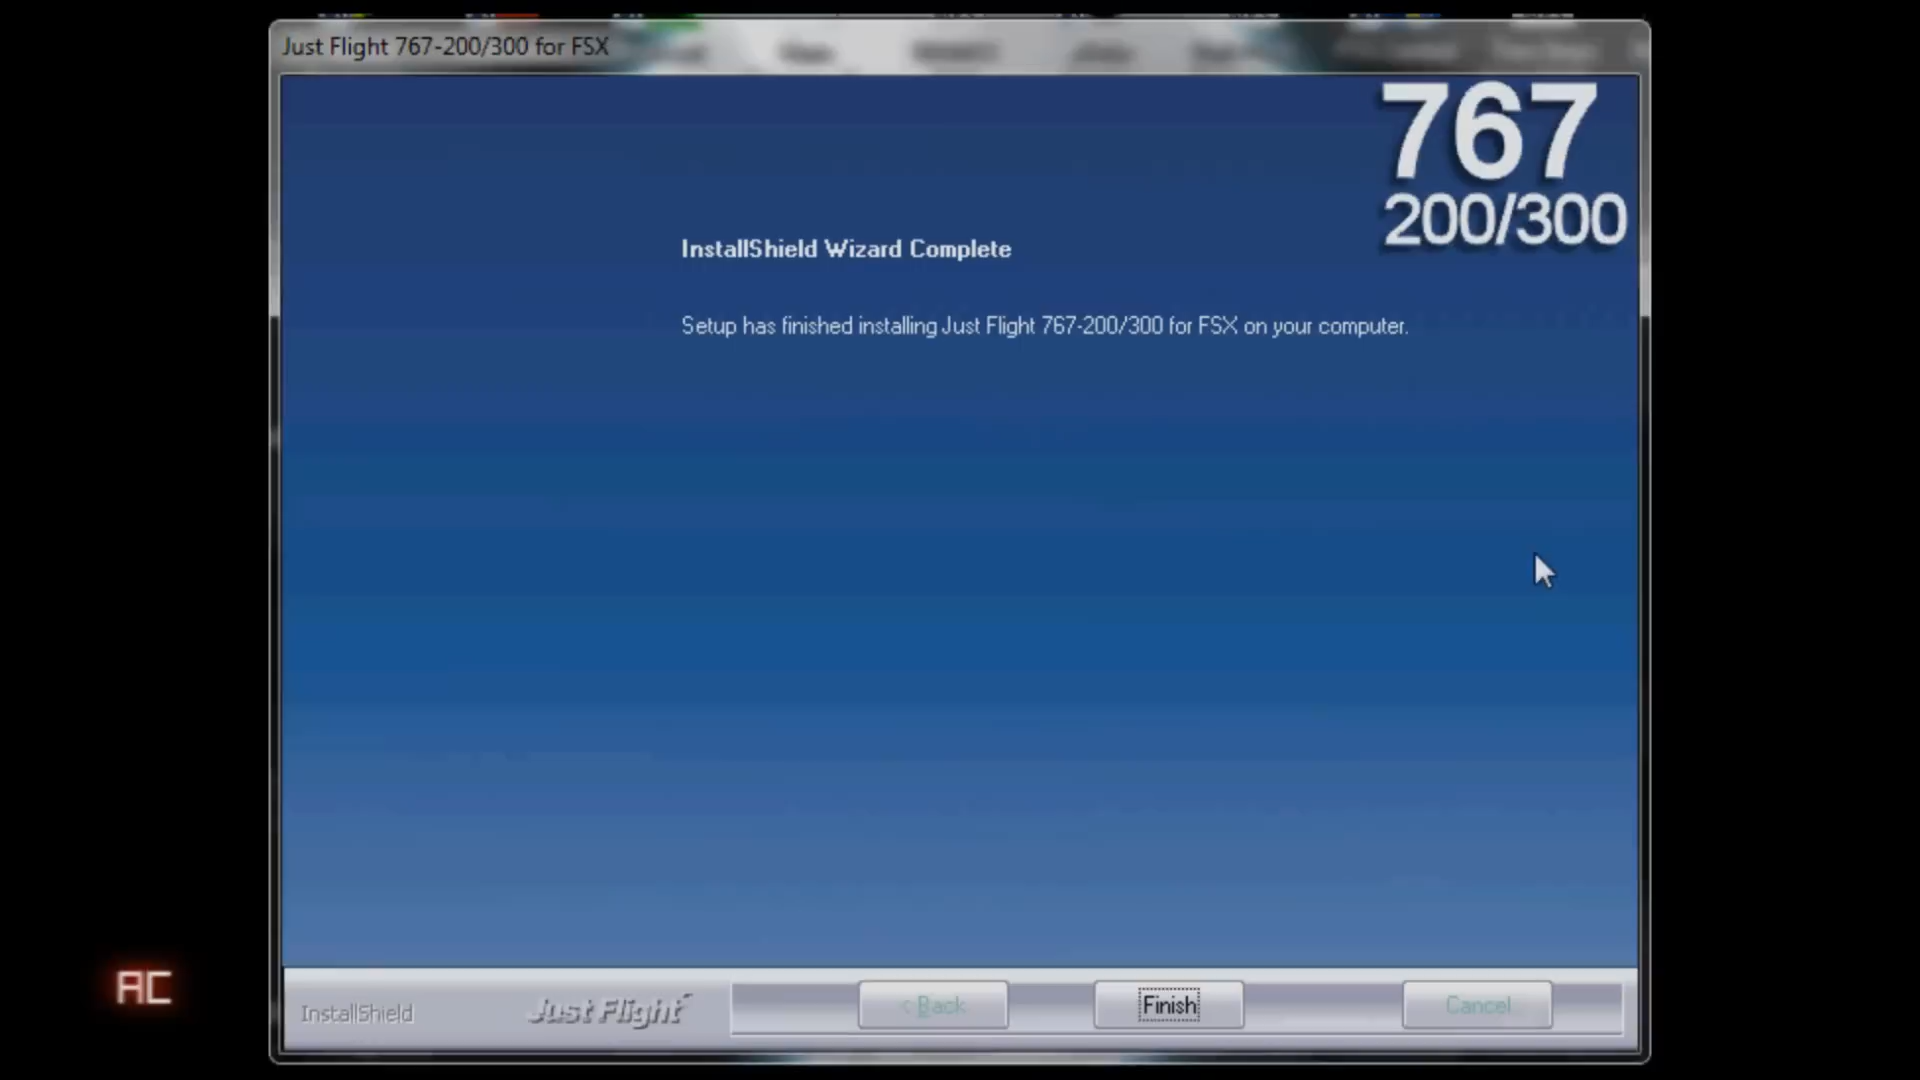 Just Flight 767-200/300 for FSX
767
200/300
InstallShield Wizard Complete
Setup has finished installing Just Flight 767-200/300 for FSX on your computer.
AC
InstallShield
Just Flight
< Back
Finish
Cancel